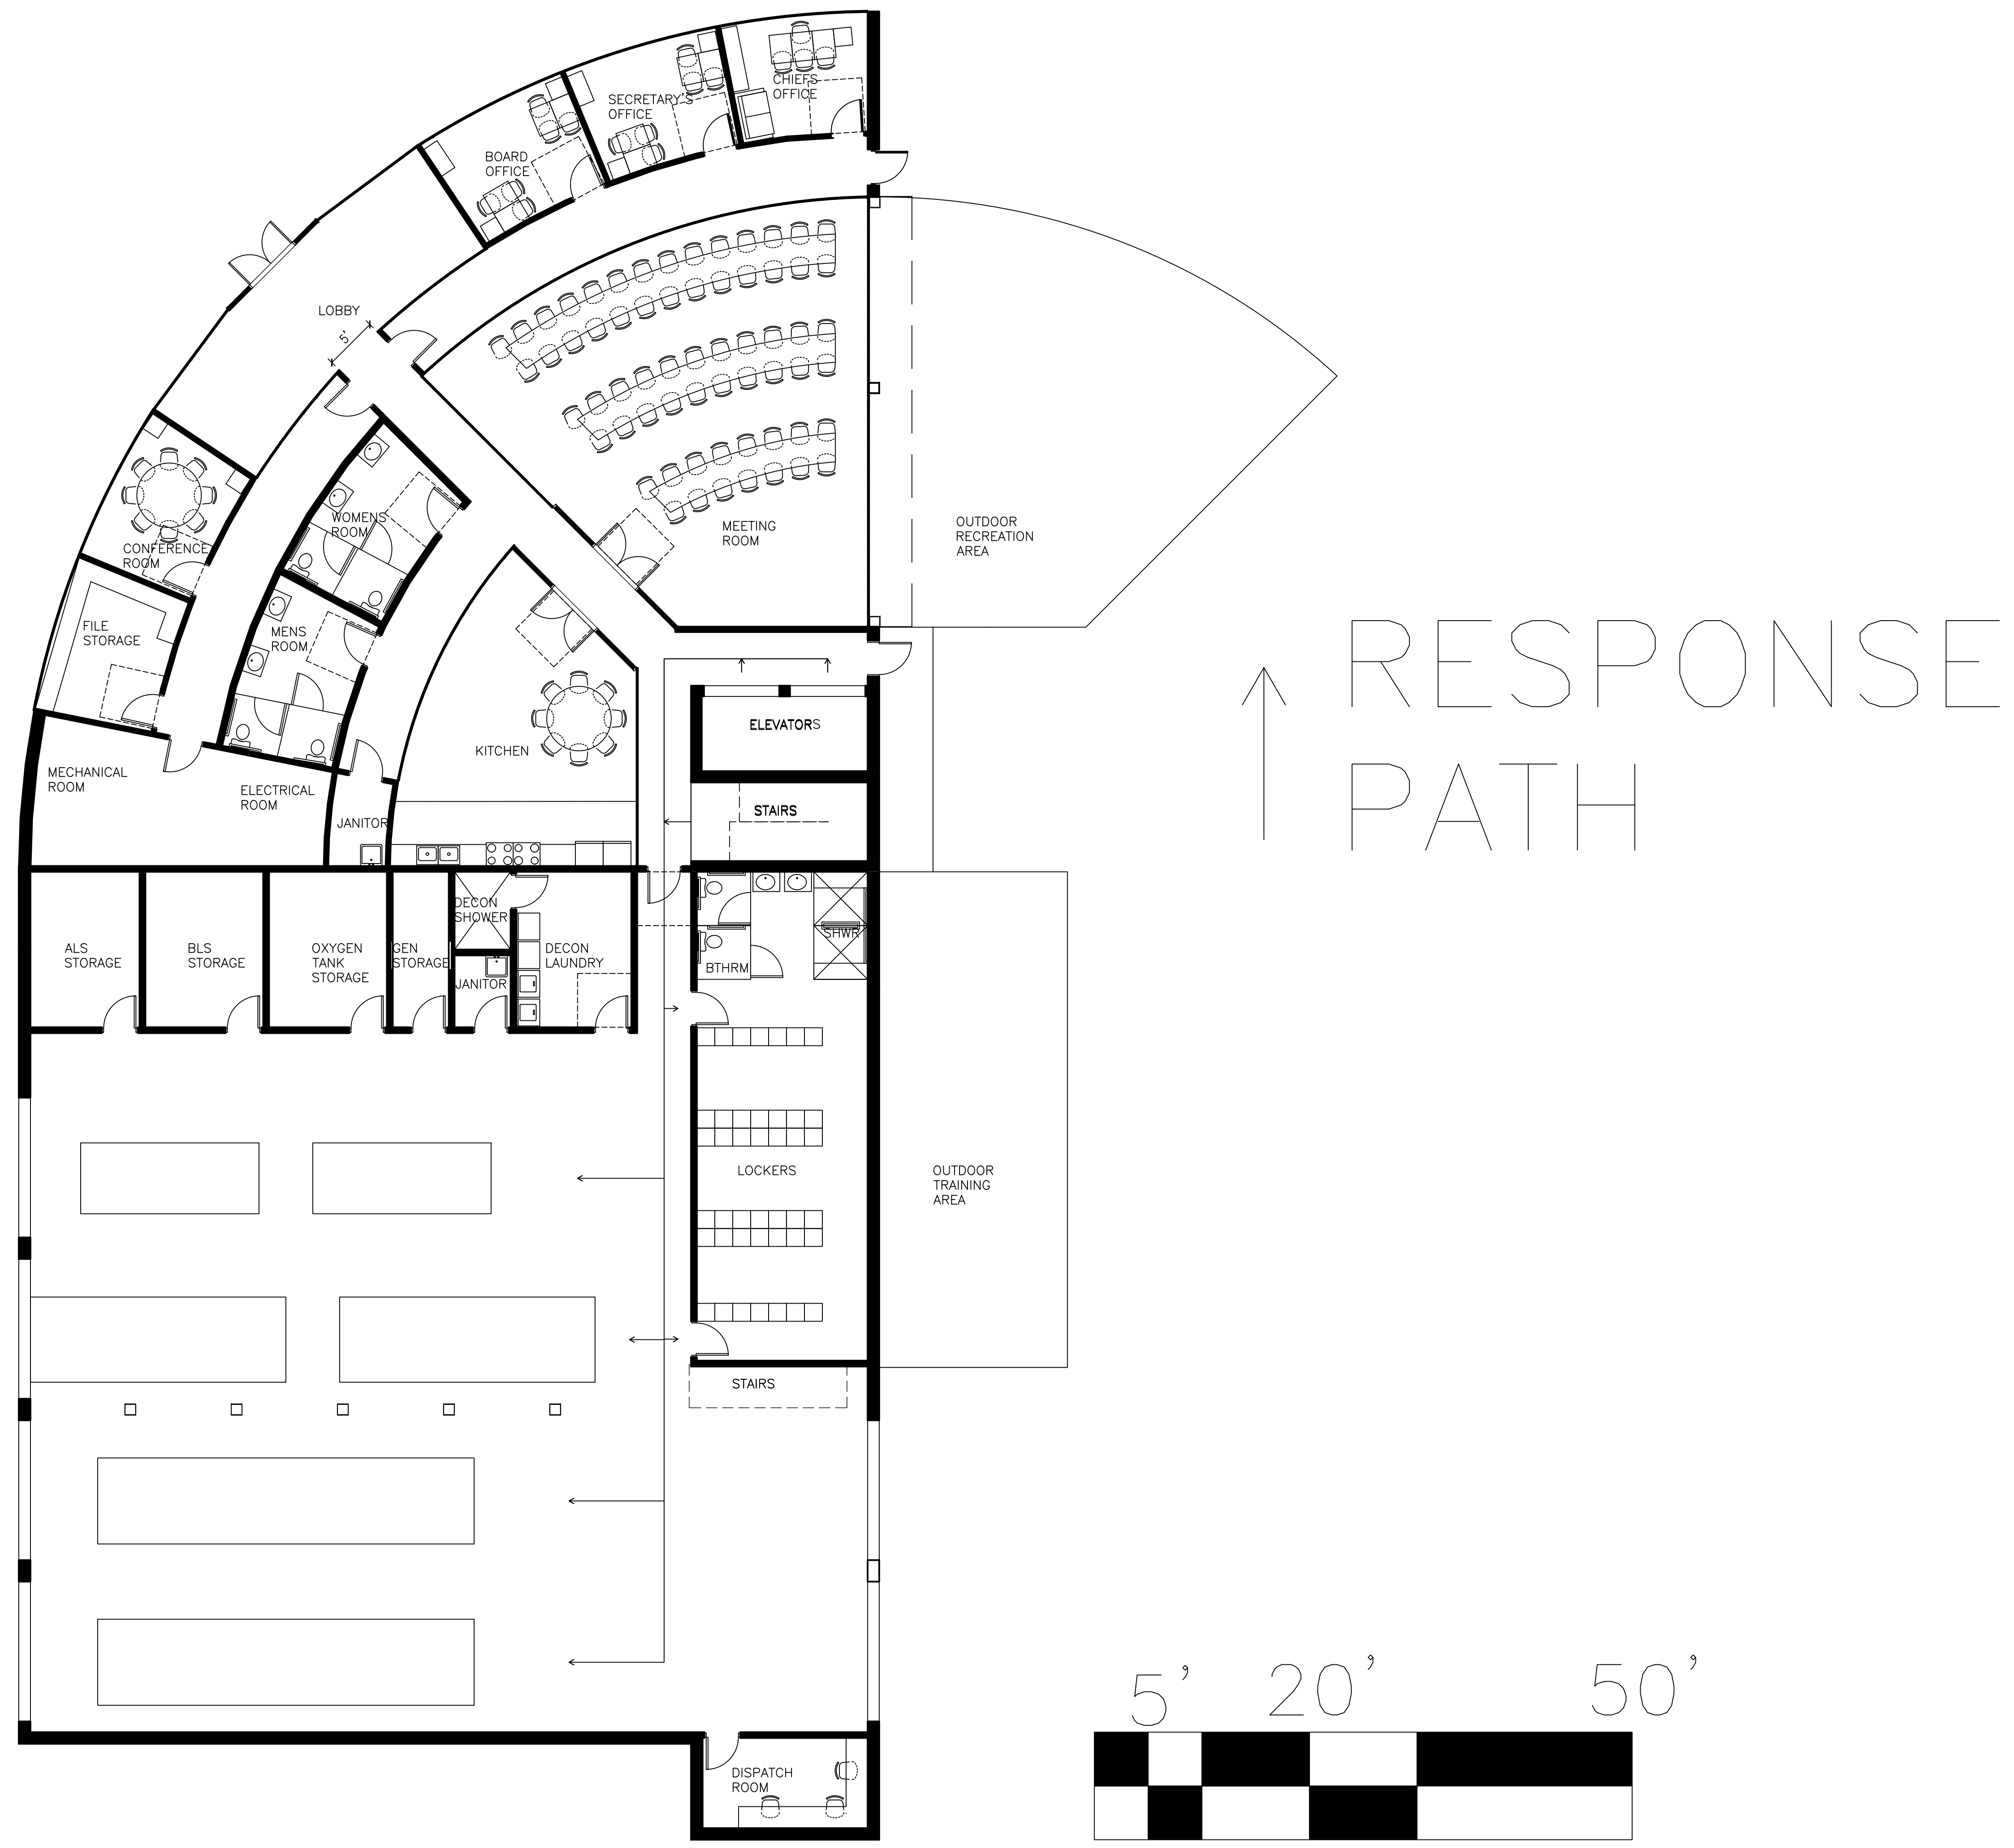 CHIEFS
OFFICE
SECRETARY'S
OFFICE
BOARD
OFFICE
LOBBY
5'
MEETING
ROOM
OUTDOOR
RECREATION
AREA
WOMENS
ROOM
CONFERENCE
ROOM
FILE
STORAGE
MENS
ROOM
RESPONSE
PATH
ELEVATORS
KITCHEN
MECHANICAL
ROOM
ELECTRICAL
ROOM
JANITOR
STAIRS
ALS
STORAGE
BLS
STORAGE
OXYGEN
TANK
STORAGE
GEN
STORAGE
DECON
SHOWER
JANITOR
DECON
LAUNDRY
BTHRM
SHWR
LOCKERS
OUTDOOR
TRAINING
AREA
STAIRS
DISPATCH
ROOM
5' 20' 50'